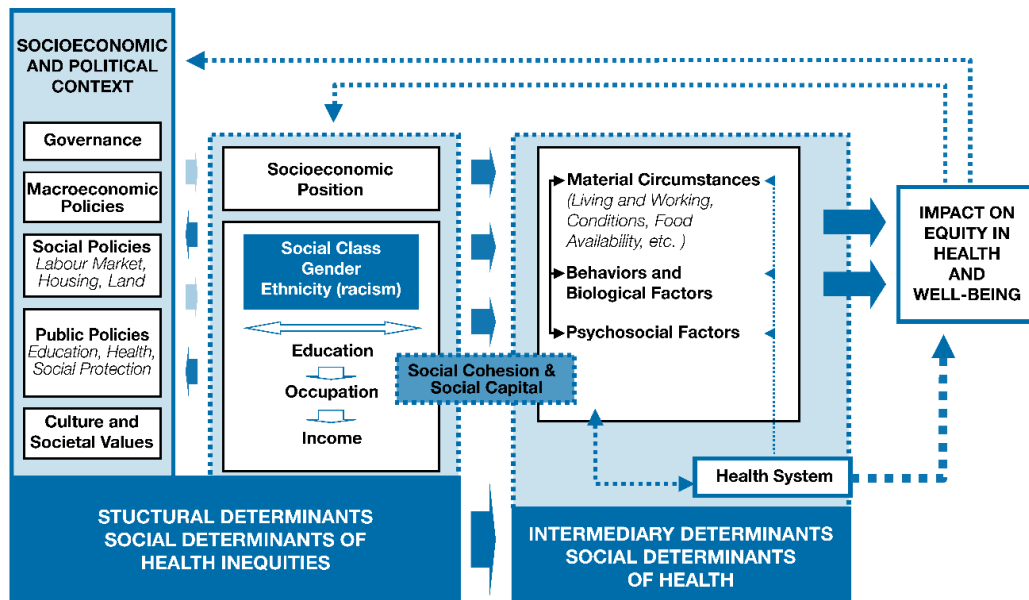 SOCIOECONOMIC
AND POLITICAL
CONTEXT
Governance
Macroeconomic
Policies
Social Policies
Labour Market,
Housing, Land
Public Policies
Education, Health,
Social Protection
Culture and
Societal Values
Socioeconomic
Position
Social Class
Gender
Ethnicity (racism)
Education
Occupation
Income
Social Cohesion &
Social Capital
Material Circumstances
(Living and Working,
Conditions, Food
Availability, etc. )
Behaviors and
Biological Factors
Psychosocial Factors
Health System
IMPACT ON
EQUITY IN
HEALTH
AND
WELL-BEING
STUCTURAL DETERMINANTS
SOCIAL DETERMINANTS OF
HEALTH INEQUITIES
INTERMEDIARY DETERMINANTS
SOCIAL DETERMINANTS
OF HEALTH